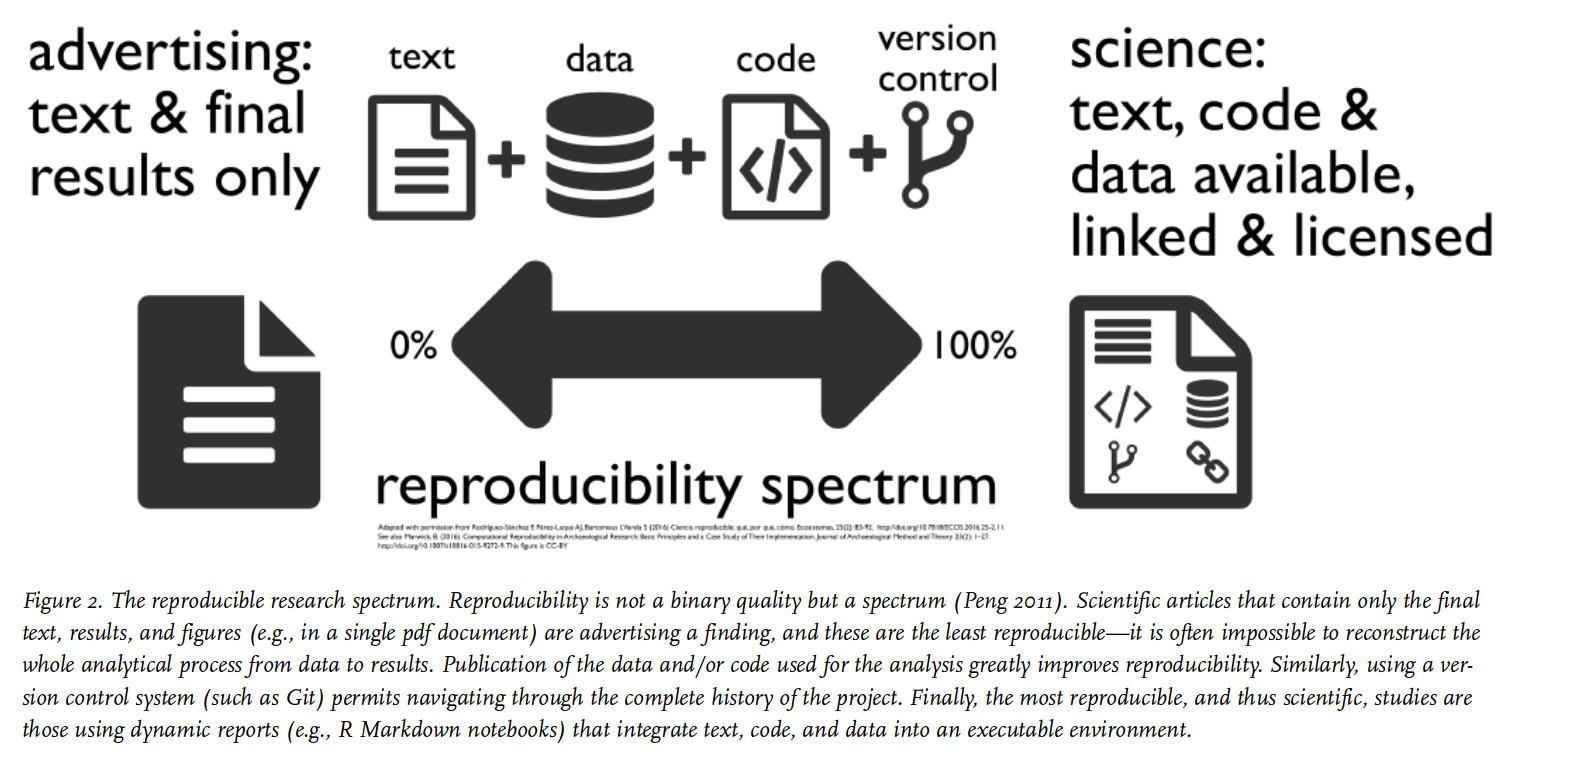 advertising:
text & final
results only
text
data
code
version
control
science:
text, code &
data available,
linked & licensed
0%
100%
reproducibility spectrum
Adapted with permission from Rodríguez-Sánchez F, Pérez-Luque AJ, Bartomeus I, Varela S (2016) Ciencia reproducible: qué, por qué, cómo. Ecosistemas, 25(2): 83-92. http://doi.org/10.7818/ECOS.2016.25-2.11.
See also Marwick, B. (2016). Computational Reproducibility in Archaeological Research: Basic Principles and a Case Study of Their Implementation. Journal of Archaeological Method and Theory 23(2) 1-27.
http://doi.org/10.1007/s10816-015-9272-9. This figure is CC-BY
Figure 2. The reproducible research spectrum. Reproducibility is not a binary quality but a spectrum (Peng 2011). Scientific articles that contain only the final
text, results, and figures (e.g., in a single pdf document) are advertising a finding, and these are the least reproducible—it is often impossible to reconstruct the
whole analytical process from data to results. Publication of the data and/or code used for the analysis greatly improves reproducibility. Similarly, using a ver-
sion control system (such as Git) permits navigating through the complete history of the project. Finally, the most reproducible, and thus scientific, studies are
those using dynamic reports (e.g., R Markdown notebooks) that integrate text, code, and data into an executable environment.